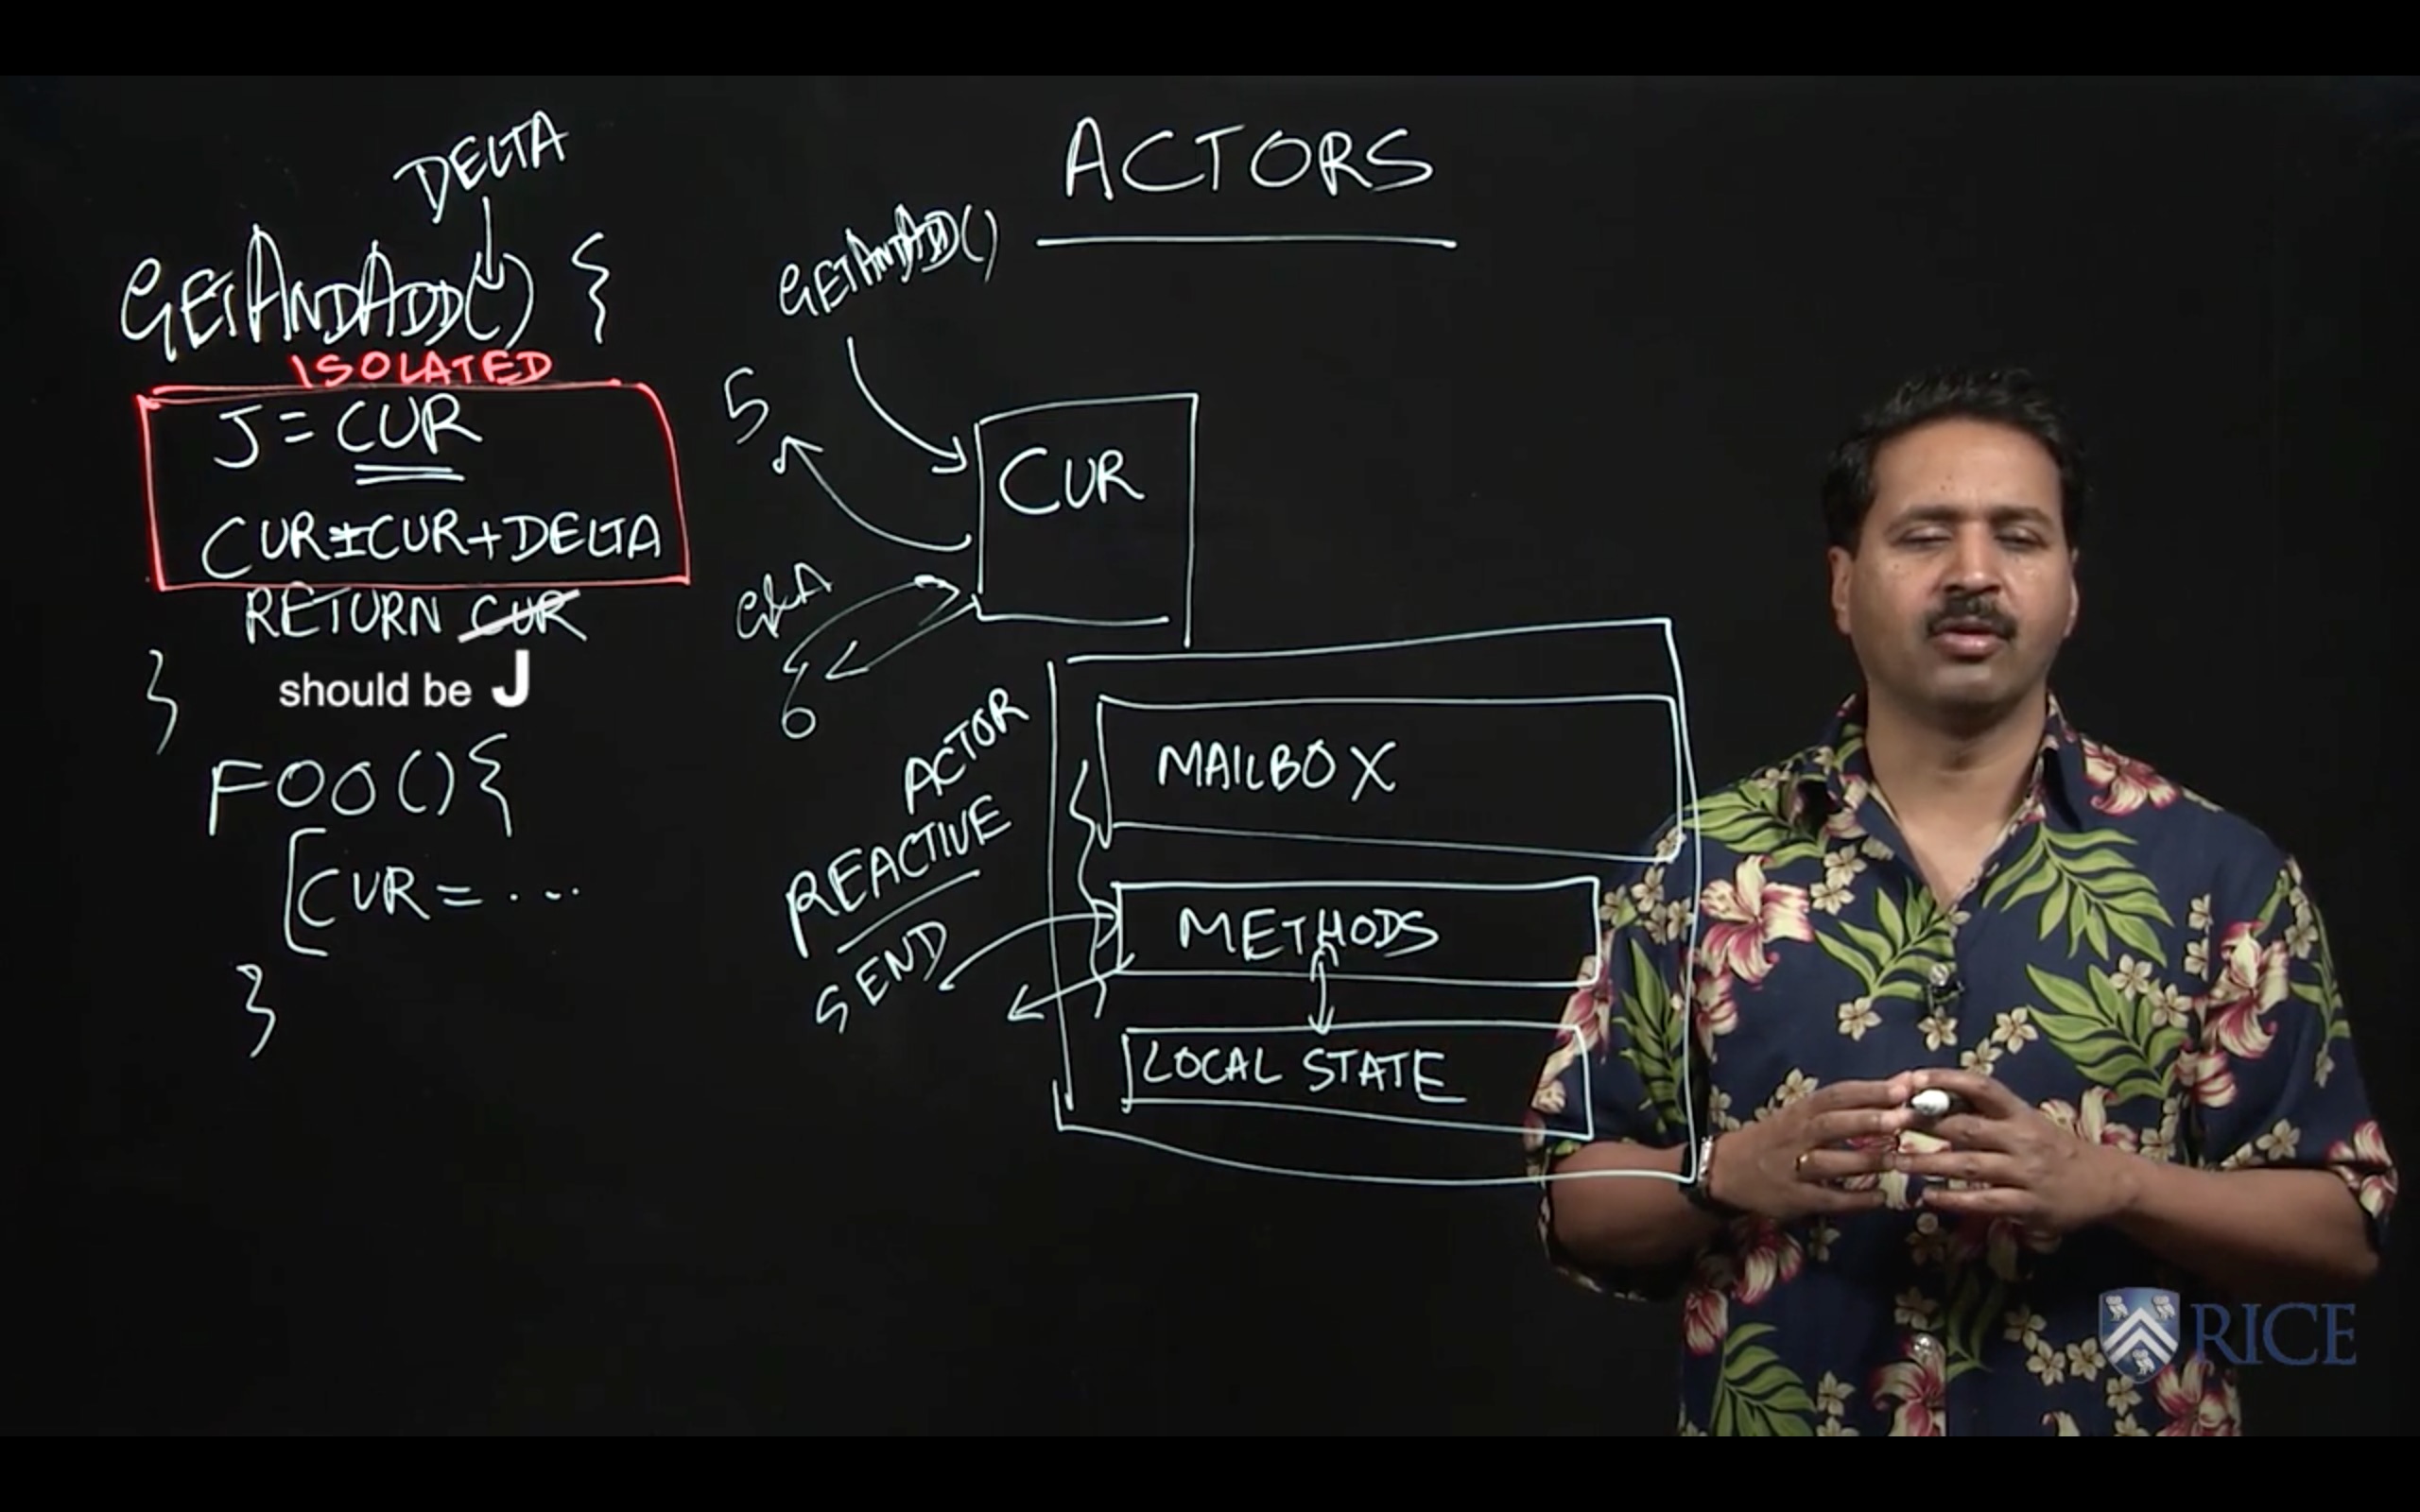 ACTORS
DELTA
GETANDADD() {
ISOLATED
J = CUR
CUR = CUR + DELTA
RETURN CUR
should be J
}
FOO() {
[CUR = ...
}
GETANDADD()
5
CUR
G&A
6
ACTOR
REACTIVE
SEND
MAILBOX
METHODS
LOCAL STATE
RICE